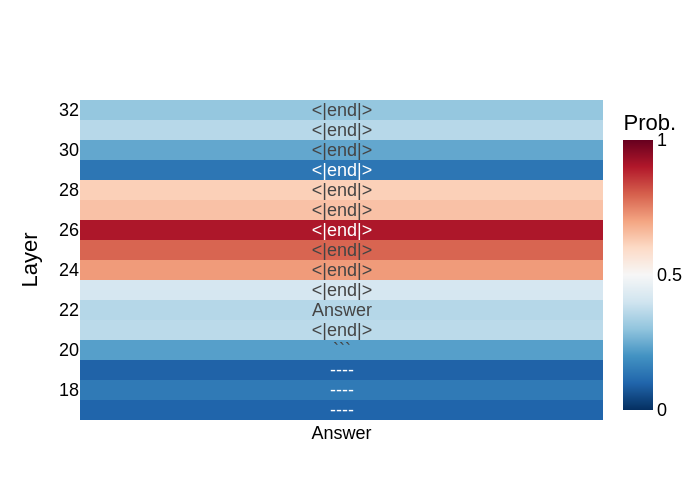 Prob.
32 <|end|> 1
<|end|>
30 <|end|>
<|end|>
28 <|end|>
<|end|>
26 <|end|>
<|end|>
24 <|end|> 0.5
<|end|>
22 Answer
<|end|>
20 ```
----
18 ----
---- 0
Answer
Layer